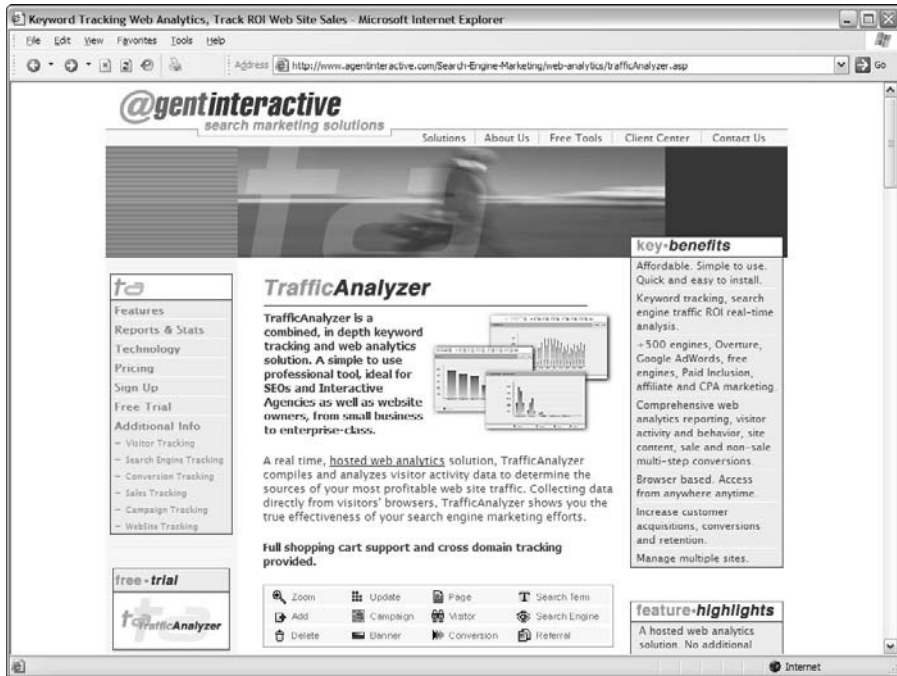 Keyword Tracking Web Analytics, Track ROI Web Site Sales - Microsoft Internet Explorer
File Edit View Favorites Tools Help
Address http://www.agentinteractive.com/Search-Engine-Marketing/web-analytics/trafficAnalyzer.asp Go
@gentinteractive
search marketing solutions
Solutions About Us Free Tools Client Center Contact Us
ta
ta
Features
Reports & Stats
Technology
Pricing
Sign Up
Free Trial
Additional Info
– Visitor Tracking
– Search Engine Tracking
– Conversion Tracking
– Sales Tracking
– Campaign Tracking
– WebSite Tracking
free•trial
ta
TrafficAnalyzer
TrafficAnalyzer
TrafficAnalyzer is a
combined, in depth keyword
tracking and web analytics
solution. A simple to use
professional tool, ideal for
SEOs and Interactive
Agencies as well as website
owners, from small business
to enterprise-class.
A real time, hosted web analytics solution, TrafficAnalyzer
compiles and analyzes visitor activity data to determine the
sources of your most profitable web site traffic. Collecting data
directly from visitors' browsers, TrafficAnalyzer shows you the
true effectiveness of your search engine marketing efforts.
Full shopping cart support and cross domain tracking
provided.
Zoom Update Page T Search Term
Add Campaign Visitor Search Engine
Delete Banner Conversion Referral
key•benefits
Affordable. Simple to use.
Quick and easy to install.
Keyword tracking, search
engine traffic ROI real-time
analysis.
+500 engines, Overture,
Google AdWords, free
engines, Paid Inclusion,
affiliate and CPA marketing.
Comprehensive web
analytics reporting, visitor
activity and behavior, site
content, sale and non-sale
multi-step conversions.
Browser based. Access
from anywhere anytime.
Increase customer
acquisitions, conversions
and retention.
Manage multiple sites.
feature•highlights
A hosted web analytics
solution. No additional
Internet